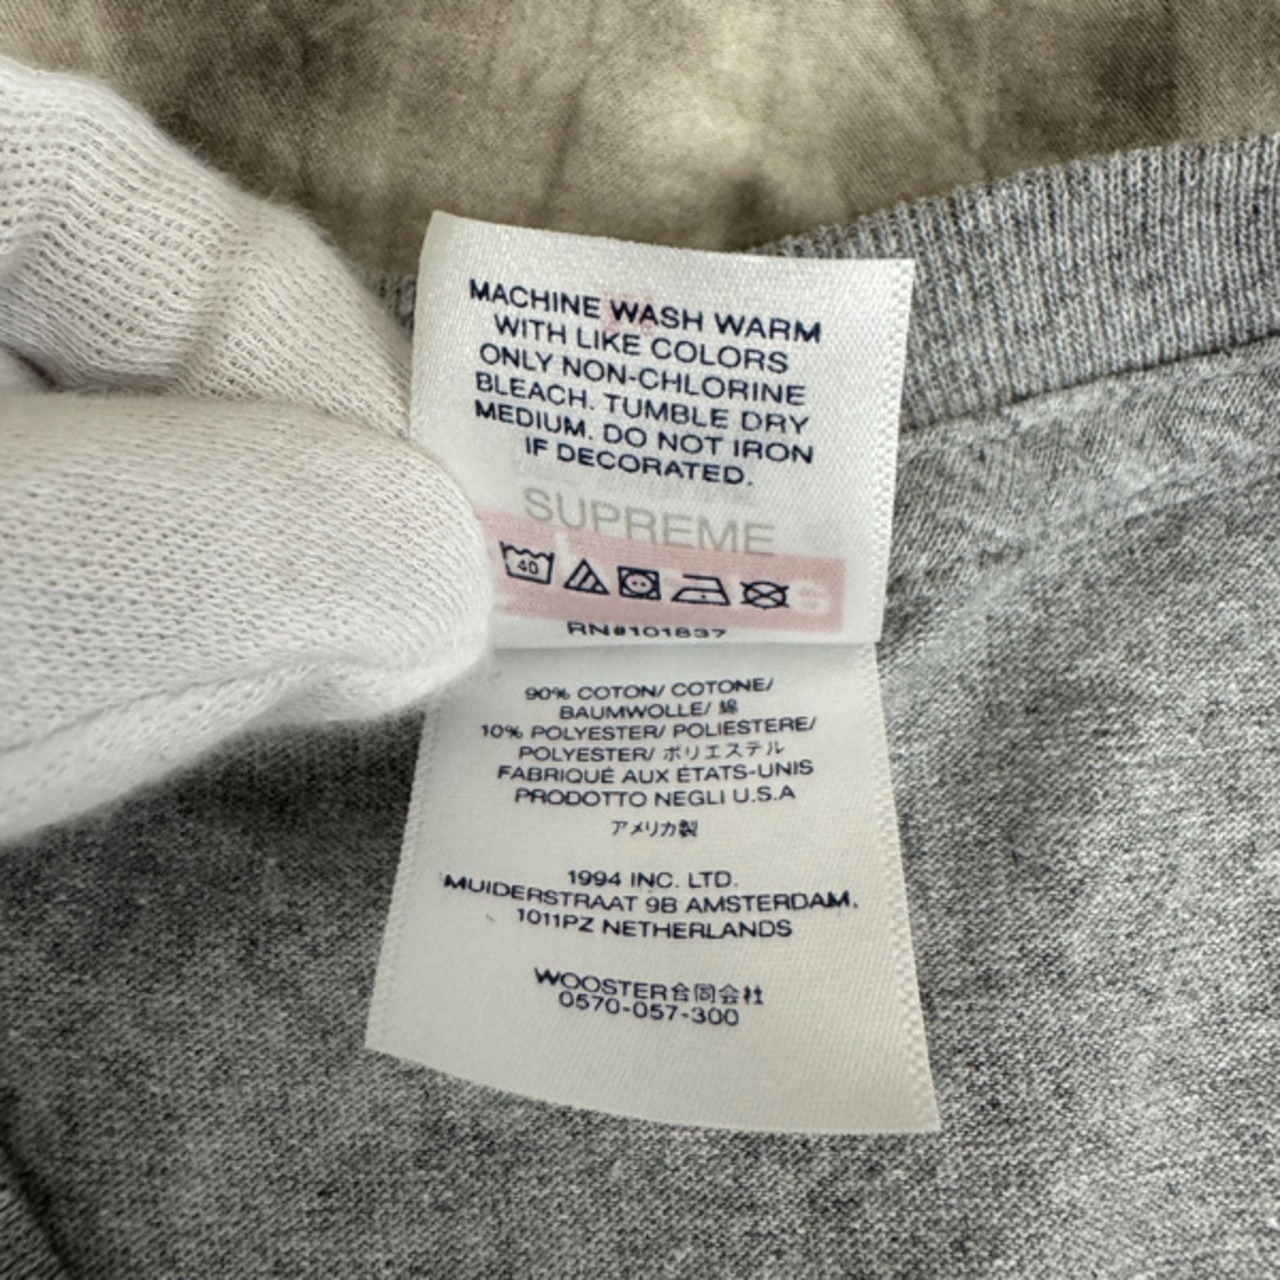 MACHINE WASH WARM
WITH LIKE COLORS
ONLY NON-CHLORINE
BLEACH. TUMBLE DRY
MEDIUM. DO NOT IRON
IF DECORATED.
SUPREME
40
RN#101837
90% COTON/ COTONE/
BAUMWOLLE/ 綿
10% POLYESTER/ POLIESTERE/
POLYESTER/ ポリエステル
FABRIQUÉ AUX ÉTATS-UNIS
PRODOTTO NEGLI U.S.A
アメリカ製
1994 INC. LTD.
MUIDERSTRAAT 9B AMSTERDAM.
1011PZ NETHERLANDS
WOOSTER合同会社
0570-057-300